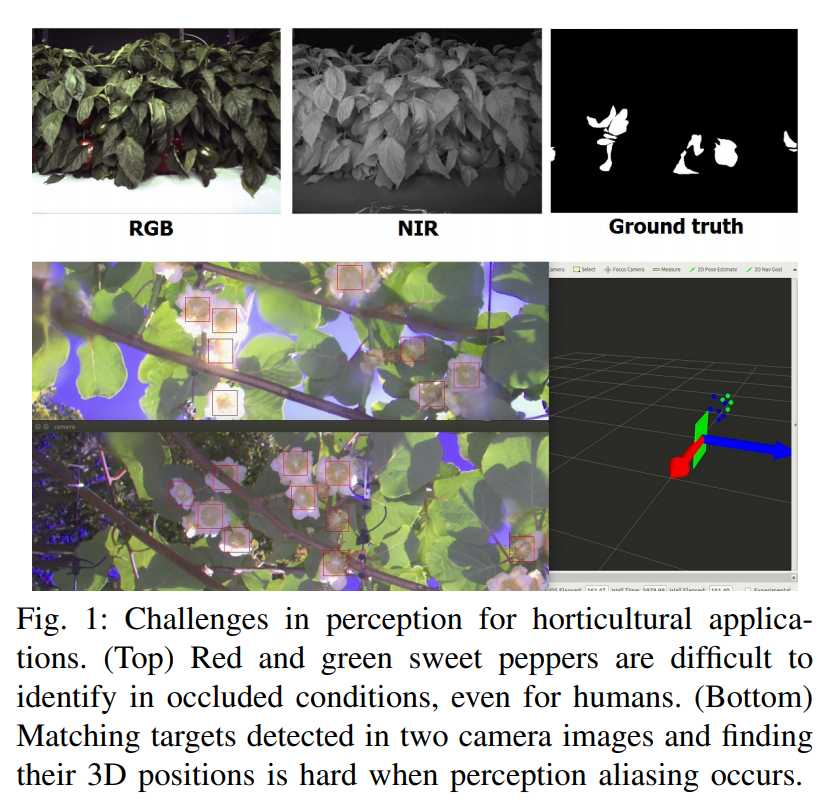 RGB
NIR
Ground truth
Select Focus Camera Measure 2D Pose Estimate 2D Nav Goal
camera
Fig. 1: Challenges in perception for horticultural applica-
tions. (Top) Red and green sweet peppers are difficult to
identify in occluded conditions, even for humans. (Bottom)
Matching targets detected in two camera images and finding
their 3D positions is hard when perception aliasing occurs.